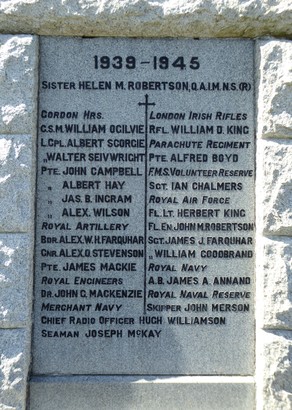 1939-1945
SISTER HELEN M. ROBERTSON, Q.A.I.M.N.S.(R)
GORDON HRS.
C.S.M. WILLIAM OGILVIE
L.CPL. ALBERT SCORGIE
„ WALTER SEIVWRIGHT
PTE. JOHN CAMPBELL
„ ALBERT HAY
„ JAS. B. INGRAM
„ ALEX. WILSON
ROYAL ARTILLERY
BDR. ALEX. W. H. FARQUHAR
GNR. ALEX. D. STEVENSON
PTE. JAMES MACKIE
ROYAL ENGINEERS
DR. JOHN C. MACKENZIE
MERCHANT NAVY
CHIEF RADIO OFFICER HUGH WILLIAMSON
SEAMAN JOSEPH McKAY
LONDON IRISH RIFLES
RFL. WILLIAM D. KING
PARACHUTE REGIMENT
PTE. ALFRED BOYD
F.M.S. VOLUNTEER RESERVE
SGT. IAN CHALMERS
ROYAL AIR FORCE
FL. LT. HERBERT KING
FL. EN. JOHN M. ROBERTSON
SGT. JAMES J. FARQUHAR
„ WILLIAM GOODBRAND
ROYAL NAVY
A.B. JAMES A. ANNAND
ROYAL NAVAL RESERVE
SKIPPER JOHN MERSON